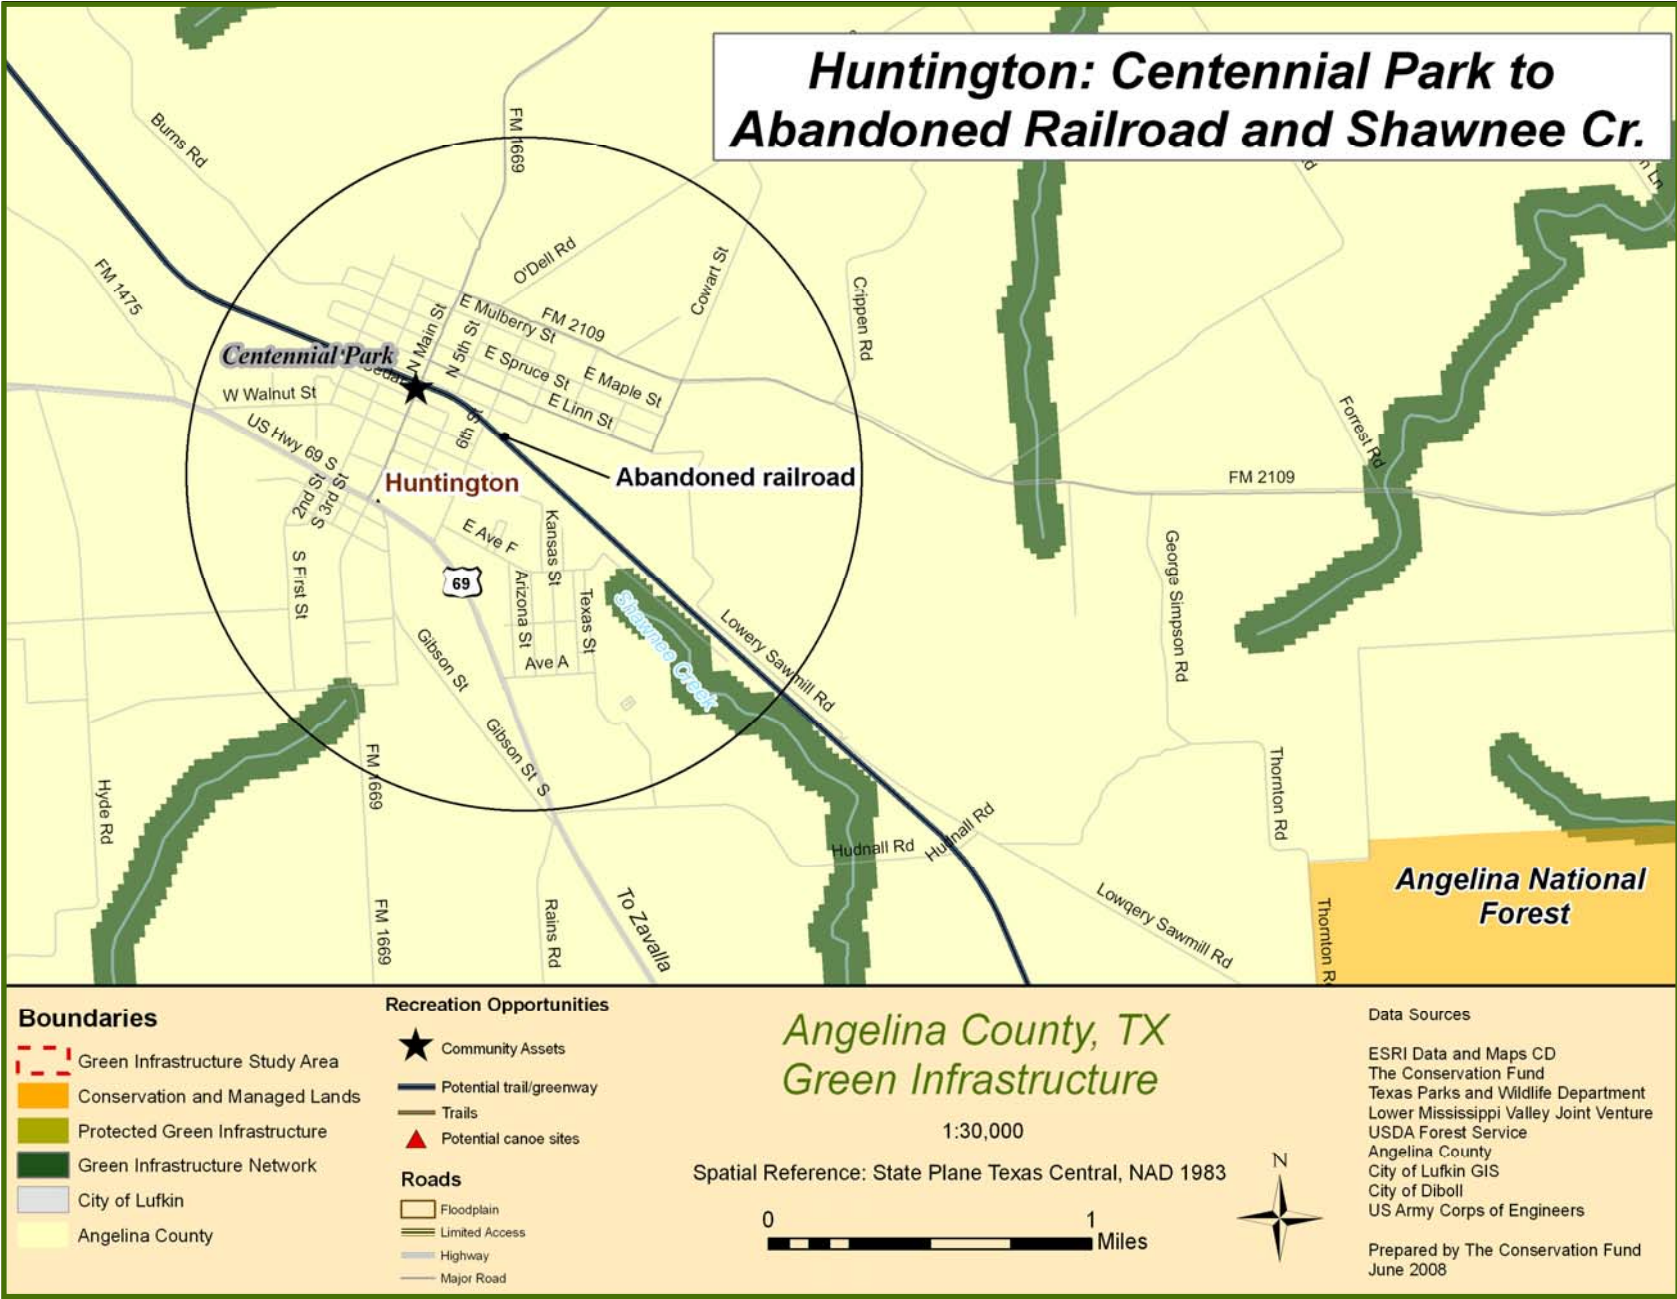 Huntington: Centennial Park to
Abandoned Railroad and Shawnee Cr.
Burns Rd
FM 1669
FM 1475
O'Dell Rd
Cowart St
Crippen Rd
E Mulberry St
FM 2109
N Main St
N 5th St
E Spruce St
E Maple St
E Linn St
Centennial Park
Cedar
W Walnut St
US Hwy 69 S
6th St
Abandoned railroad
Huntington
2nd St
S 3rd St
E Ave F
Kansas St
69
S First St
Arizona St
Texas St
Ave A
Gibson St
Shawnee Creek
Lowery Sawmill Rd
Forrest Rd
FM 2109
George Simpson Rd
Gibson St S
FM 1669
Hyde Rd
Hudnall Rd
Hudnall Rd
Thornton Rd
Angelina National
Forest
FM 1669
Rains Rd
To Zavalla
Lowqery Sawmill Rd
Thornton R
n Ln
Boundaries
Green Infrastructure Study Area
Conservation and Managed Lands
Protected Green Infrastructure
Green Infrastructure Network
City of Lufkin
Angelina County
Recreation Opportunities
Community Assets
Potential trail/greenway
Trails
Potential canoe sites
Roads
Floodplain
Limited Access
Highway
Major Road
Angelina County, TX
Green Infrastructure
1:30,000
Spatial Reference: State Plane Texas Central, NAD 1983
0 1
Miles
N
Data Sources
ESRI Data and Maps CD
The Conservation Fund
Texas Parks and Wildlife Department
Lower Mississippi Valley Joint Venture
USDA Forest Service
Angelina County
City of Lufkin GIS
City of Diboll
US Army Corps of Engineers
Prepared by The Conservation Fund
June 2008